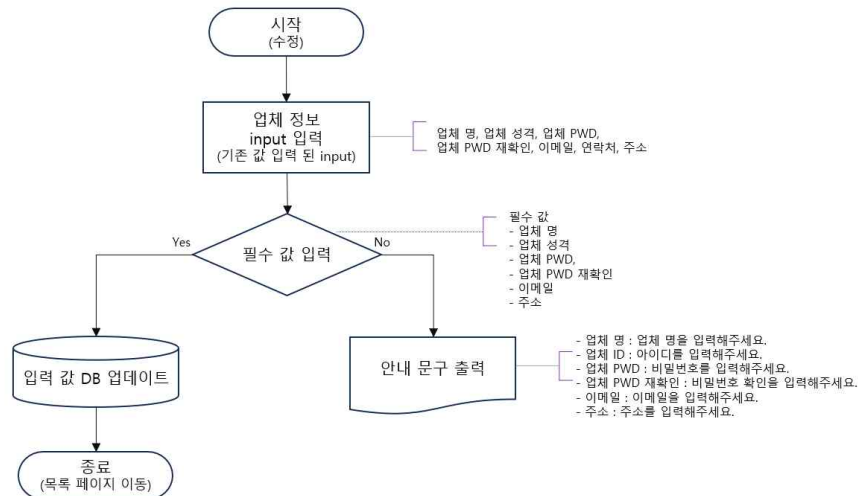 시작
(수정)
업체 정보
input 입력
(기존 값 입력 된 input)
업체 명, 업체 성격, 업체 PWD,
업체 PWD 재확인, 이메일, 연락처, 주소
필수 값
- 업체 명
- 업체 성격
- 업체 PWD,
- 업체 PWD 재확인
- 이메일
- 주소
Yes
필수 값 입력
No
입력 값 DB 업데이트
안내 문구 출력
- 업체 명 : 업체 명을 입력해주세요.
- 업체 ID : 아이디를 입력해주세요.
- 업체 PWD : 비밀번호를 입력해주세요.
- 업체 PWD 재확인 : 비밀번호 확인을 입력해주세요.
- 이메일 : 이메일을 입력해주세요.
- 주소 : 주소를 입력해주세요.
종료
(목록 페이지 이동)